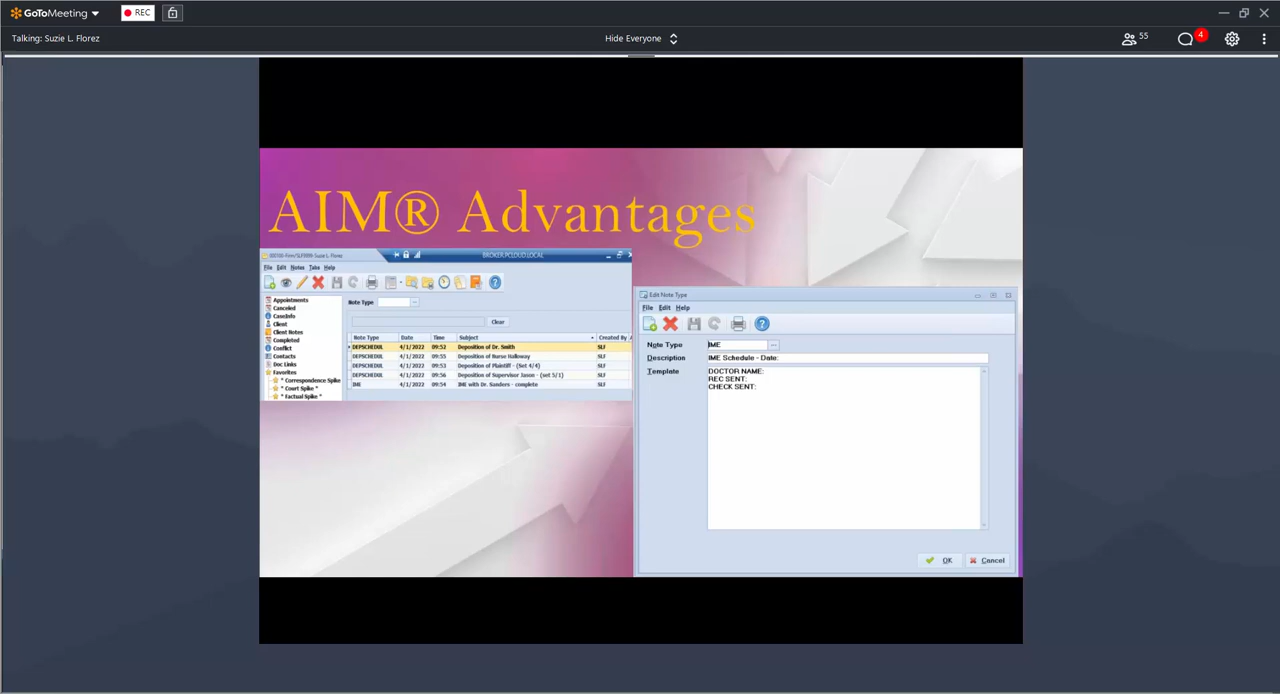 GoToMeeting
REC
Talking: Suzie L. Florez
Hide Everyone
55
4
AIM® Advantages
BROKER.PCLOUD.LOCAL
File Edit Notes Take Help
Appointments
Canceled
CaseInfo
Client
Client Notes
Completed
Conflict
Contacts
Doc Links
Favorites
* Correspondence Spike
* Court Spike *
* Factual Spike *
Note Type
Clear
Note Type Date Time Subject Created By
DEPSCHEDUL 4/1/2022 09:52 Deposition of Dr. Smith SLF
DEPSCHEDUL 4/1/2022 09:55 Deposition of Nurse Holloway SLF
DEPSCHEDUL 4/1/2022 09:53 Deposition of Plaintiff - (Set 4/4) SLF
DEPSCHEDUL 4/1/2022 09:56 Deposition of Supervisor Jason - (set 5/1) SLF
IME 4/1/2022 09:54 IME with Dr. Sanders - complete SLF
Edit Note Type
File Edit Help
Note Type IME
Description IME Schedule - Date:
Template DOCTOR NAME:
REC SENT:
CHECK SENT:
OK Cancel